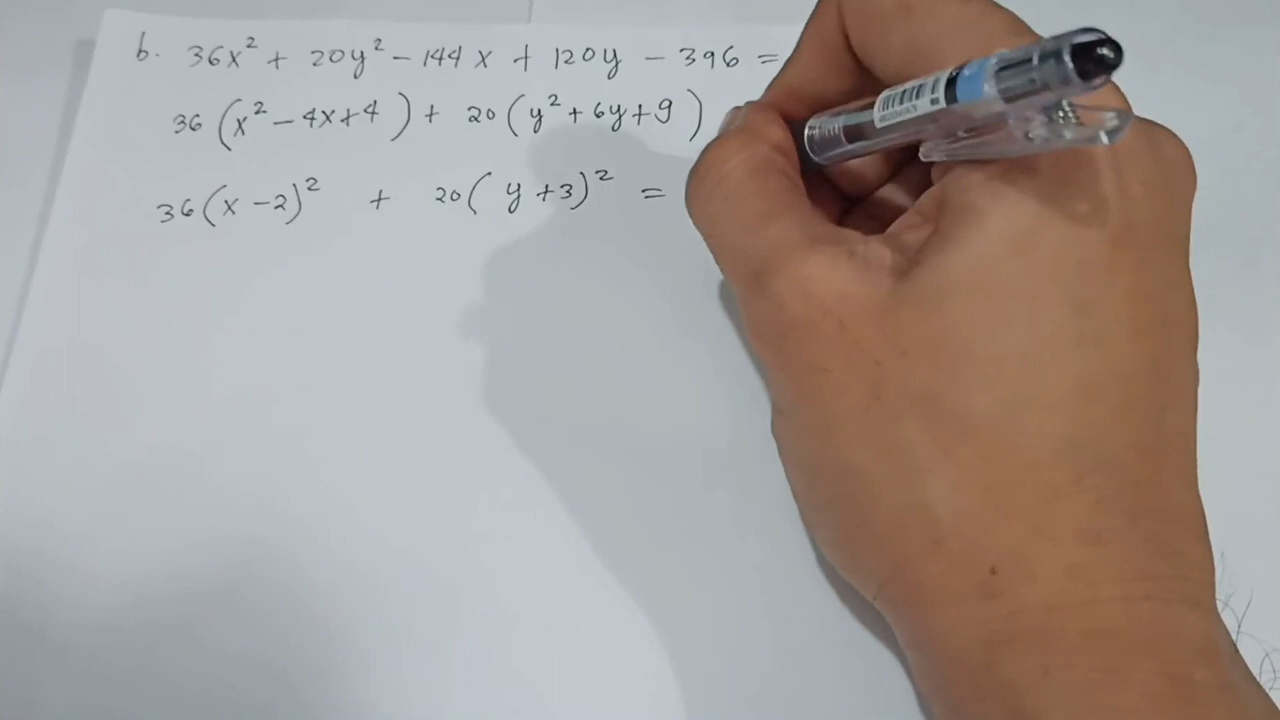 b. 36x² + 20y² - 144x + 120y - 396 =
36(x² - 4x + 4) + 20(y² + 6y + 9)
36(x - 2)² + 20(y + 3)² =